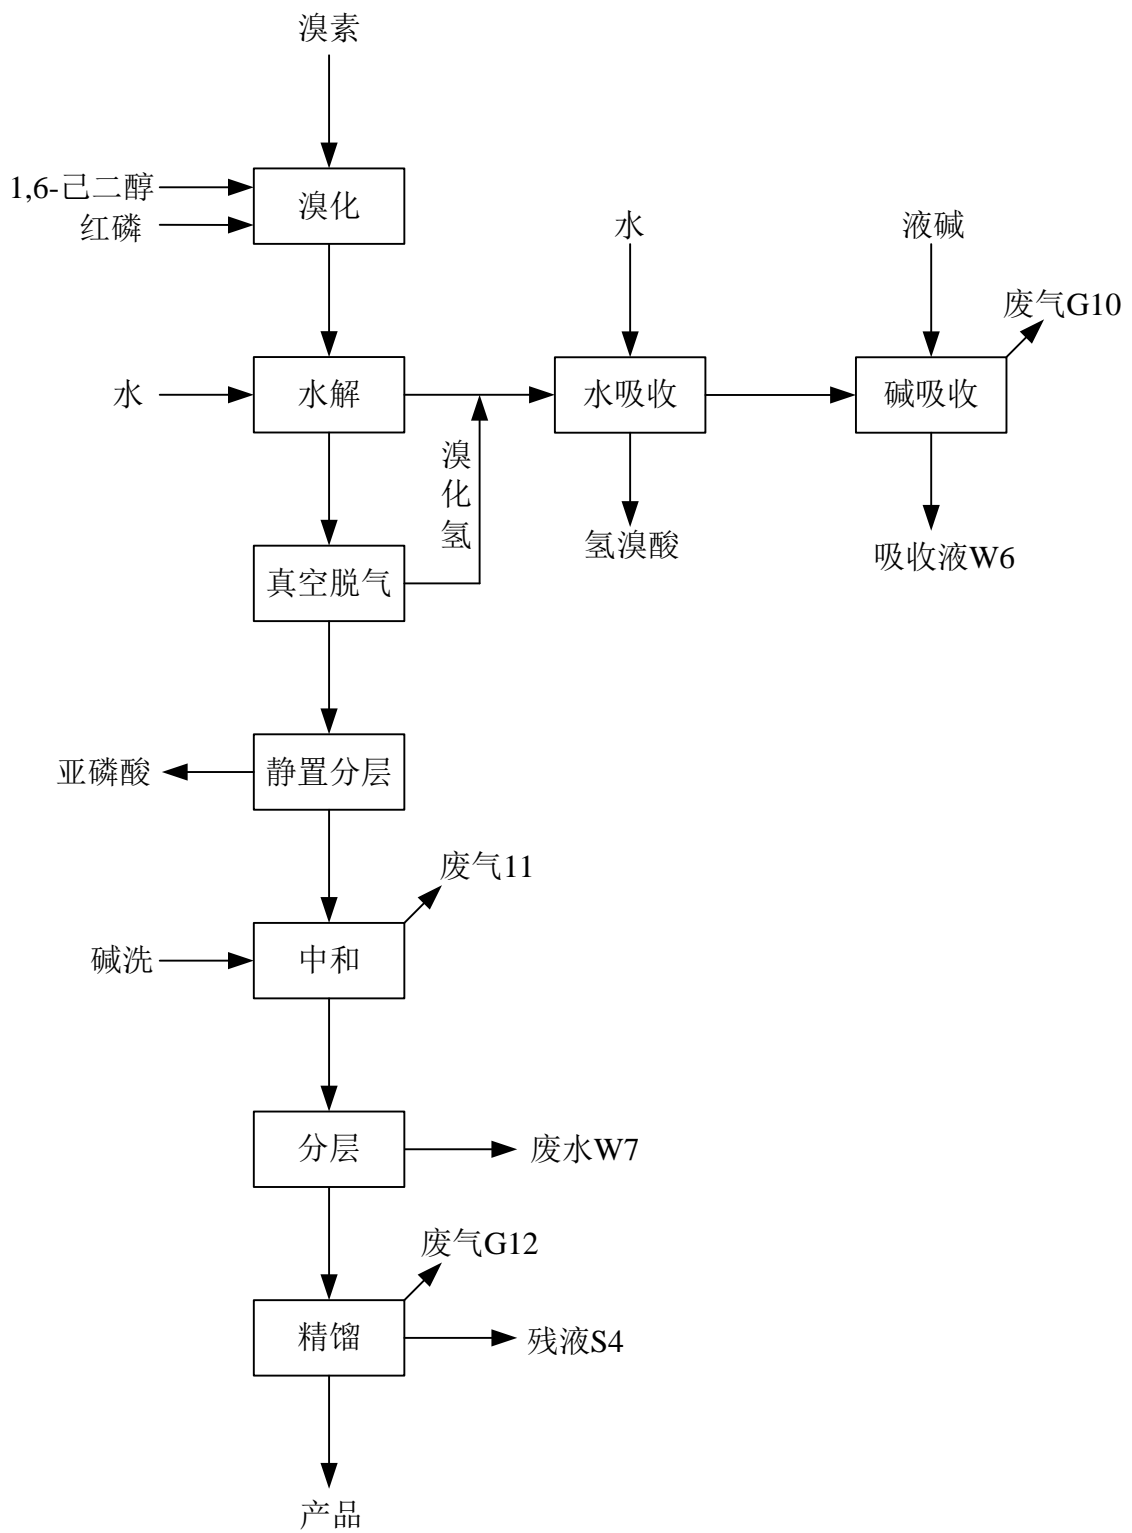 溴素
1,6-己二醇
红磷
溴化
水
液碱
废气G10
水
水解
水吸收
碱吸收
溴化氢
氢溴酸
吸收液W6
真空脱气
亚磷酸
静置分层
废气11
碱洗
中和
分层
废水W7
废气G12
精馏
残液S4
产品